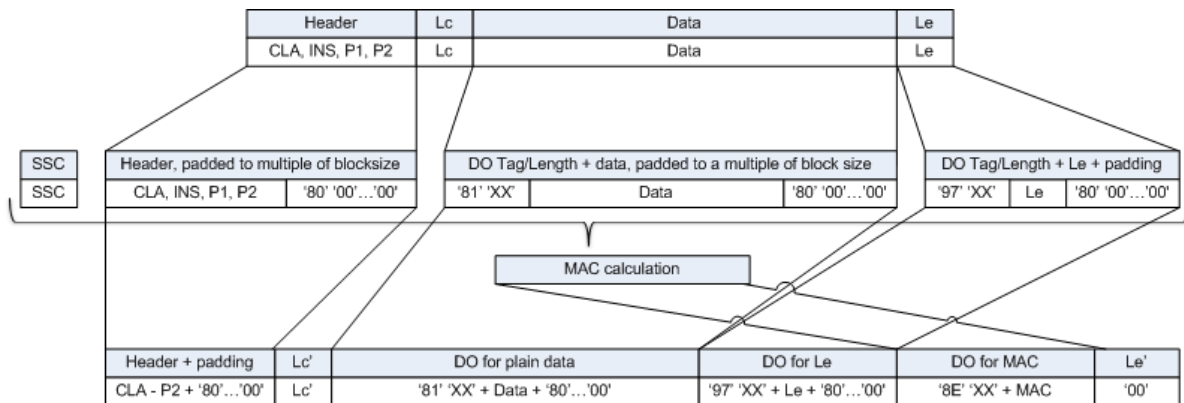 Header Lc Data Le
CLA, INS, P1, P2 Lc Data Le
SSC Header, padded to multiple of blocksize DO Tag/Length + data, padded to a multiple of block size DO Tag/Length + Le + padding
SSC CLA, INS, P1, P2 '80' '00'…'00' '81' 'XX' Data '80' '00'…'00' '97' 'XX' Le '80' '00'…'00'
MAC calculation
Header + padding Lc' DO for plain data DO for Le DO for MAC Le'
CLA - P2 + '80'…'00' Lc' '81' 'XX' + Data + '80'…'00' '97' 'XX' + Le + '80'…'00' '8E' 'XX' + MAC '00'